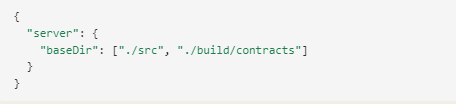 {
  "server": {
    "baseDir": ["./src", "./build/contracts"]
  }
}